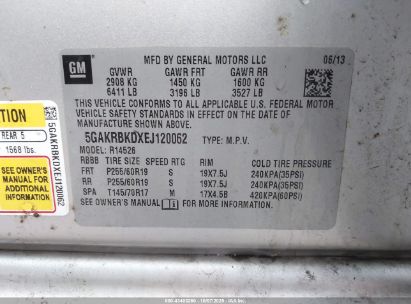 GM
MFD BY GENERAL MOTORS LLC 06/13
GVWR GAWR FRT GAWR RR
2908 KG 1450 KG 1600 KG
6411 LB 3196 LB 3527 LB
THIS VEHICLE CONFORMS TO ALL APPLICABLE U.S. FEDERAL MOTOR
VEHICLE SAFETY STANDARDS IN EFFECT ON THE DATE OF
MANUFACTURE SHOWN ABOVE.
5GAKRBKDXEJ120062 TYPE: M.P.V.
MODEL: R14526
TIRE SIZE SPEED RTG RIM COLD TIRE PRESSURE
FRT P255/60R19 S 19X7.5J 240KPA(35PSI)
RR P255/60R19 S 19X7.5J 240KPA(35PSI)
SPA T145/70R17 M 17X4.5B 420KPA(60PSI)
SEE OWNER'S MANUAL FOR MORE INFORMATION.
TION
REAR 5
1568 lbs.
SEE OWNER'S
MANUAL FOR
ADDITIONAL
INFORMATION
5GAKRBKDXEJ120062